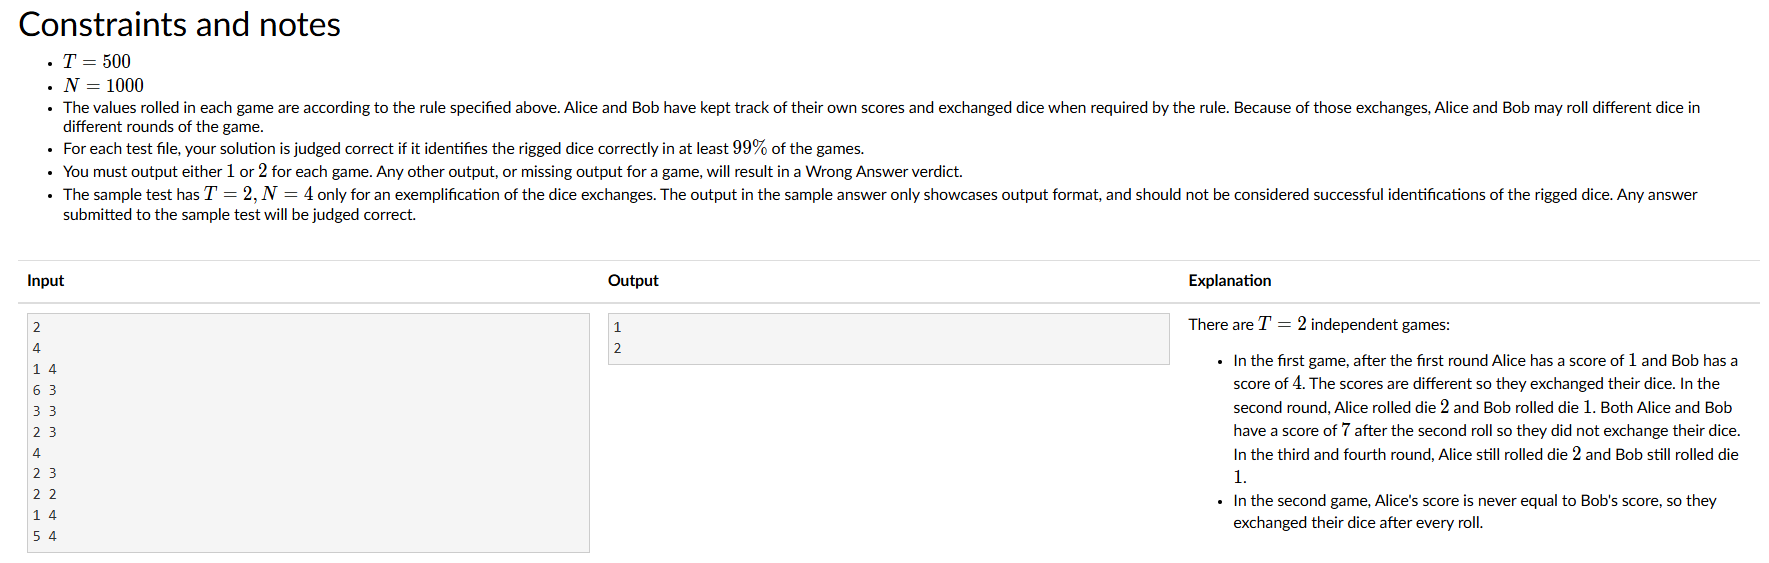 Constraints and notes
• T = 500
• N = 1000
• The values rolled in each game are according to the rule specified above. Alice and Bob have kept track of their own scores and exchanged dice when required by the rule. Because of those exchanges, Alice and Bob may roll different dice in
different rounds of the game.
• For each test file, your solution is judged correct if it identifies the rigged dice correctly in at least 99% of the games.
• You must output either 1 or 2 for each game. Any other output, or missing output for a game, will result in a Wrong Answer verdict.
• The sample test has T = 2, N = 4 only for an exemplification of the dice exchanges. The output in the sample answer only showcases output format, and should not be considered successful identifications of the rigged dice. Any answer
submitted to the sample test will be judged correct.
Input
Output
Explanation
2
4
1 4
6 3
3 3
2 3
4
2 3
2 2
1 4
5 4
1
2
There are T = 2 independent games:
• In the first game, after the first round Alice has a score of 1 and Bob has a
score of 4. The scores are different so they exchanged their dice. In the
second round, Alice rolled die 2 and Bob rolled die 1. Both Alice and Bob
have a score of 7 after the second roll so they did not exchange their dice.
In the third and fourth round, Alice still rolled die 2 and Bob still rolled die
1.
• In the second game, Alice's score is never equal to Bob's score, so they
exchanged their dice after every roll.